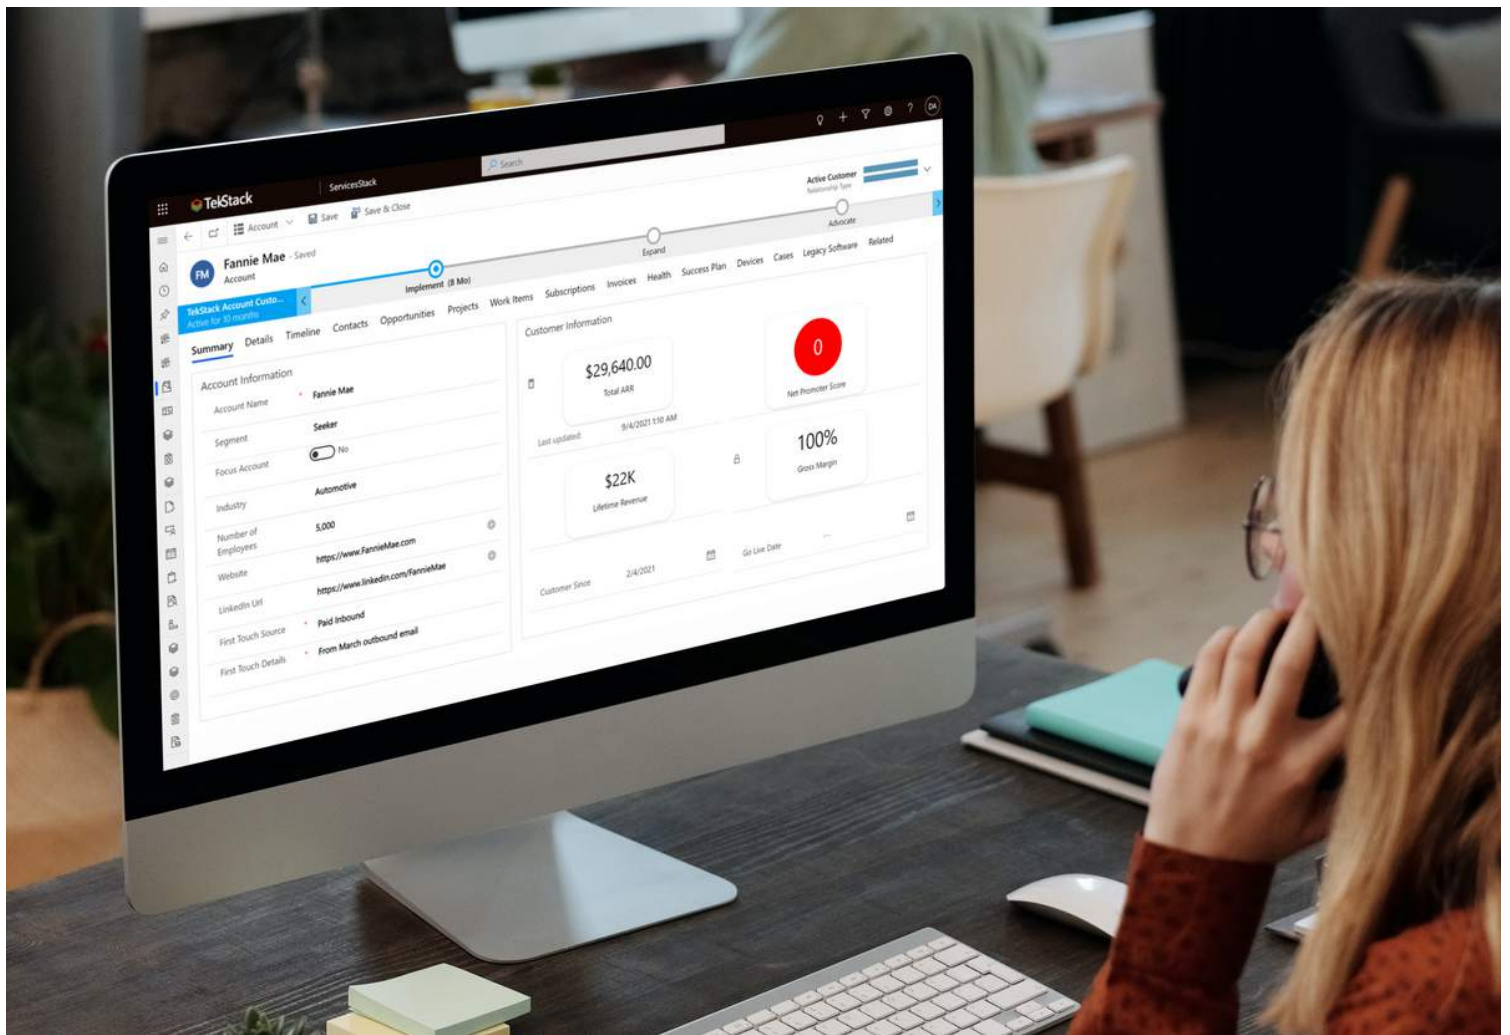 TekStack
ServicesStack
Search
?
DA
Account
Save
Save & Close
FM
Fannie Mae - Saved
Account
Active Customer
Relationship Type
TekStack Account Custo...
Active for 10 months
Implement (8 Mo)
Expand
Advocate
Summary Details Timeline Contacts Opportunities Projects Work Items Subscriptions Invoices Health Success Plan Devices Cases Legacy Software Related
Account Information
Account Name * Fannie Mae
Segment Seeker
Focus Account No
Industry Automotive
Number of Employees 5,000
Website https://www.FannieMae.com
LinkedIn Url https://www.linkedin.com/FannieMae
First Touch Source * Paid Inbound
First Touch Details * From March outbound email
Customer Information
$29,640.00
Total ARR
Last updated: 9/4/2021 1:10 AM
0
Net Promoter Score
$22K
Lifetime Revenue
100%
Gross Margin
Customer Since 2/4/2021
Go Live Date ---